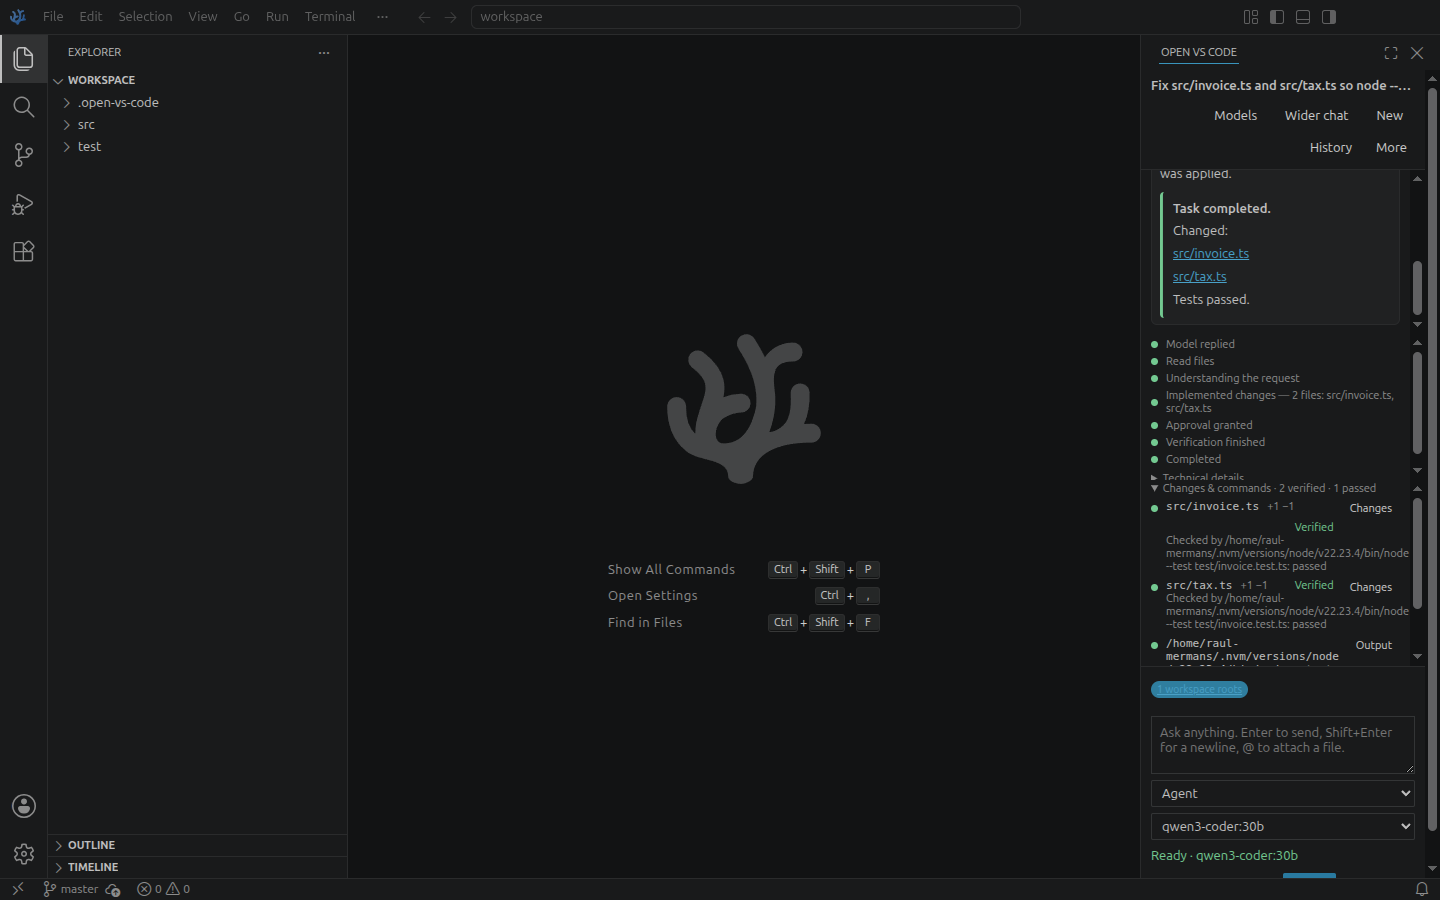 File Edit Selection View Go Run Terminal ··· workspace
EXPLORER
WORKSPACE
.open-vs-code
src
test
OUTLINE
TIMELINE
Show All Commands Ctrl + Shift + P
Open Settings Ctrl + ,
Find in Files Ctrl + Shift + F
OPEN VS CODE
Fix src/invoice.ts and src/tax.ts so node --...
Models Wider chat New
History More
was applied.
Task completed.
Changed:
src/invoice.ts
src/tax.ts
Tests passed.
Model replied
Read files
Understanding the request
Implemented changes — 2 files: src/invoice.ts,
src/tax.ts
Approval granted
Verification finished
Completed
Technical details
Changes & commands · 2 verified · 1 passed
src/invoice.ts +1 −1 Changes
Verified
Checked by /home/raul-
mermans/.nvm/versions/node/v22.23.4/bin/node
--test test/invoice.test.ts: passed
src/tax.ts +1 −1 Verified Changes
Checked by /home/raul-
mermans/.nvm/versions/node/v22.23.4/bin/node
--test test/invoice.test.ts: passed
/home/raul- Output
mermans/.nvm/versions/node
1 workspace roots
Ask anything. Enter to send, Shift+Enter
for a newline, @ to attach a file.
Agent
qwen3-coder:30b
Ready · qwen3-coder:30b
master 0 0